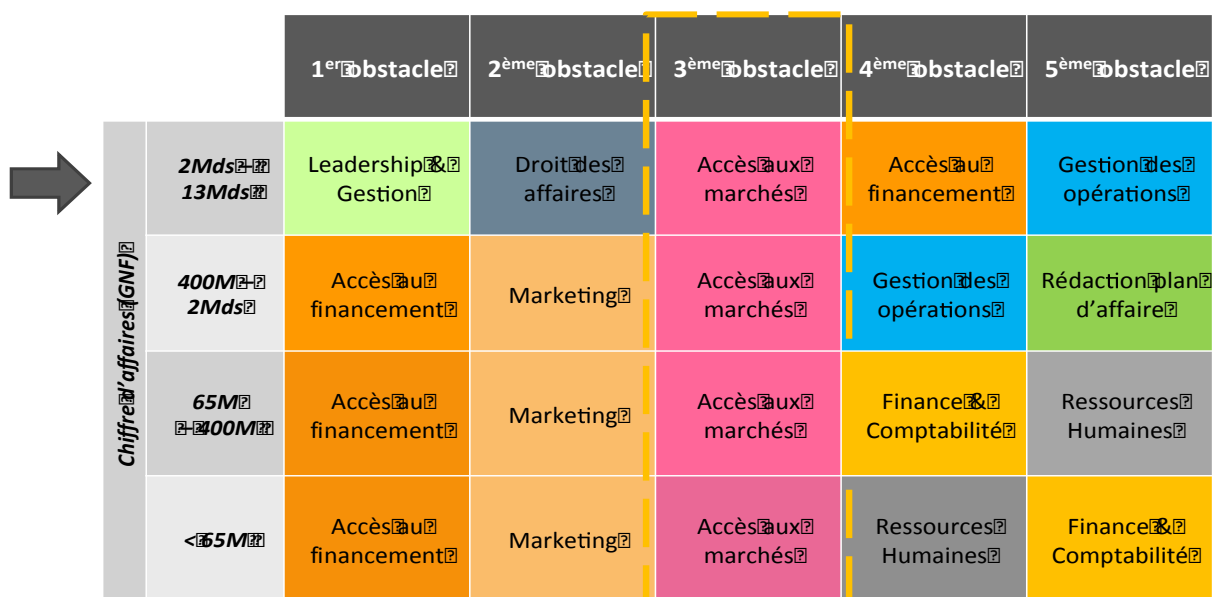 1er obstacle
2ème obstacle
3ème obstacle
4ème obstacle
5ème obstacle
Chiffre d'affaires (GNF)
2Mds –
13Mds
Leadership &
Gestion
Droit des
affaires
Accès aux
marchés
Accès au
financement
Gestion des
opérations
400M –
2Mds
Accès au
financement
Marketing
Accès aux
marchés
Gestion des
opérations
Rédaction plan
d'affaire
65M
– 400M
Accès au
financement
Marketing
Accès aux
marchés
Finance &
Comptabilité
Ressources
Humaines
< 65M
Accès au
financement
Marketing
Accès aux
marchés
Ressources
Humaines
Finance &
Comptabilité